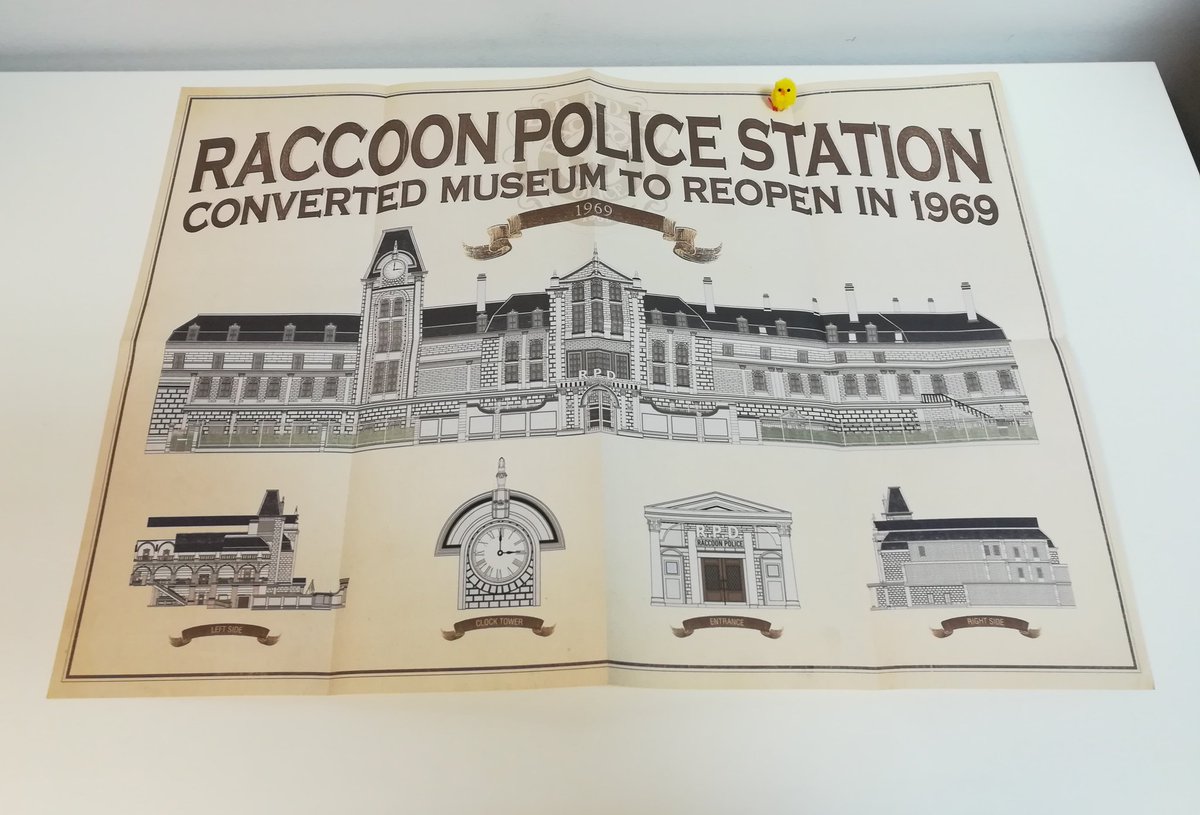 RACCOON POLICE STATION
CONVERTED MUSEUM TO REOPEN IN 1969
1969
RPD
RPD
RACCOON POLICE
LEFT SIDE
CLOCK TOWER
ENTRANCE
RIGHT SIDE